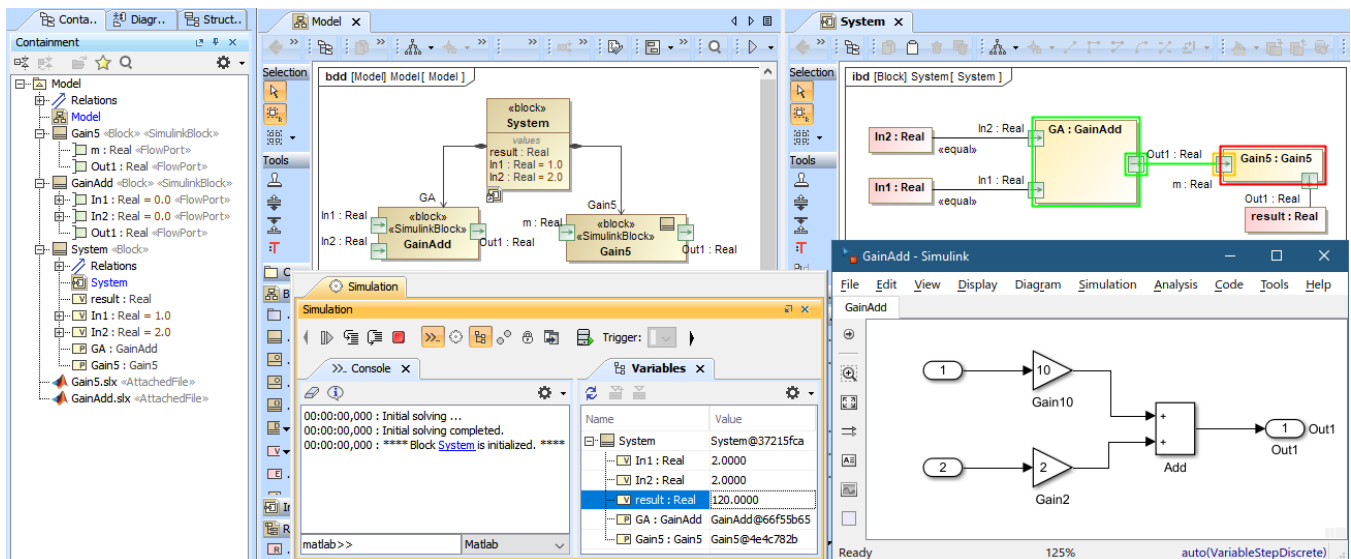 Conta.. Diagr.. Struct..
Containment
Model
Relations
Model
Gain5 «Block» «SimulinkBlock»
m : Real «FlowPort»
Out1 : Real «FlowPort»
GainAdd «Block» «SimulinkBlock»
In1 : Real = 0.0 «FlowPort»
In2 : Real = 0.0 «FlowPort»
Out1 : Real «FlowPort»
System «Block»
Relations
System
result : Real
In1 : Real = 1.0
In2 : Real = 2.0
GA : GainAdd
Gain5 : Gain5
Gain5.slx «AttachedFile»
GainAdd.slx «AttachedFile»
Model
Selection
Tools
bdd [Model] Model[ Model ]
«block»
System
values
result : Real
In1 : Real = 1.0
In2 : Real = 2.0
GA
Gain5
In1 : Real
In2 : Real
«block»
«SimulinkBlock»
GainAdd
Out1 : Real
m : Real
«block»
«SimulinkBlock»
Gain5
Out1 : Real
System
Selection
Tools
ibd [Block] System[ System ]
In2 : Real
In2 : Real
«equal»
GA : GainAdd
Out1 : Real
Gain5 : Gain5
In1 : Real
In1 : Real
«equal»
m : Real
Out1 : Real
result : Real
Simulation
Simulation
Trigger:
Console
Variables
00:00:00,000 : Initial solving ...
00:00:00,000 : Initial solving completed.
00:00:00,000 : **** Block System is initialized. ****
matlab>>
Matlab
Name Value
System System@37215fca
In1 : Real 2.0000
In2 : Real 2.0000
result : Real 120.0000
GA : GainAdd GainAdd@66f55b65
Gain5 : Gain5 Gain5@4e4c782b
GainAdd - Simulink
File Edit View Display Diagram Simulation Analysis Code Tools Help
GainAdd
1
10
Gain10
2
2
Gain2
+
+
Add
1
Out1
Out1
Ready 125% auto(VariableStepDiscrete)